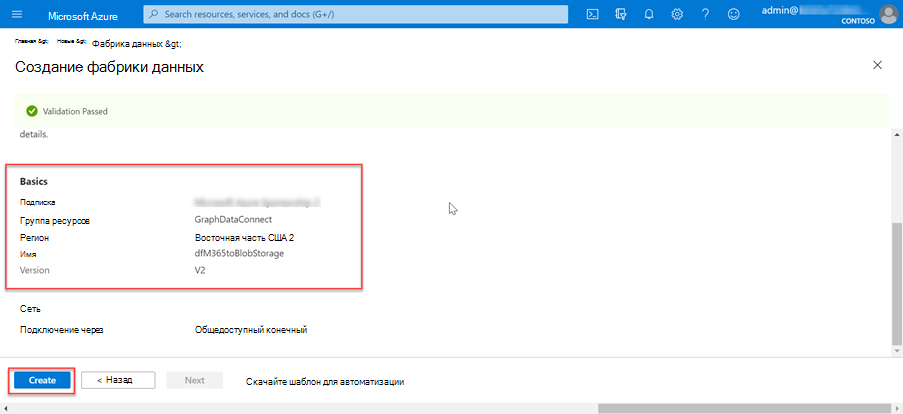 Microsoft Azure
Search resources, services, and docs (G+/)
admin@
CONTOSO
Главная &gt; Новые &gt; Фабрика данных &gt;
Создание фабрики данных
Validation Passed
details.
Basics
Подписка
Группа ресурсов GraphDataConnect
Регион Восточная часть США 2
Имя dfM365toBlobStorage
Version V2
Сеть
Подключение через Общедоступный конечный
Create < Назад Next Скачайте шаблон для автоматизации